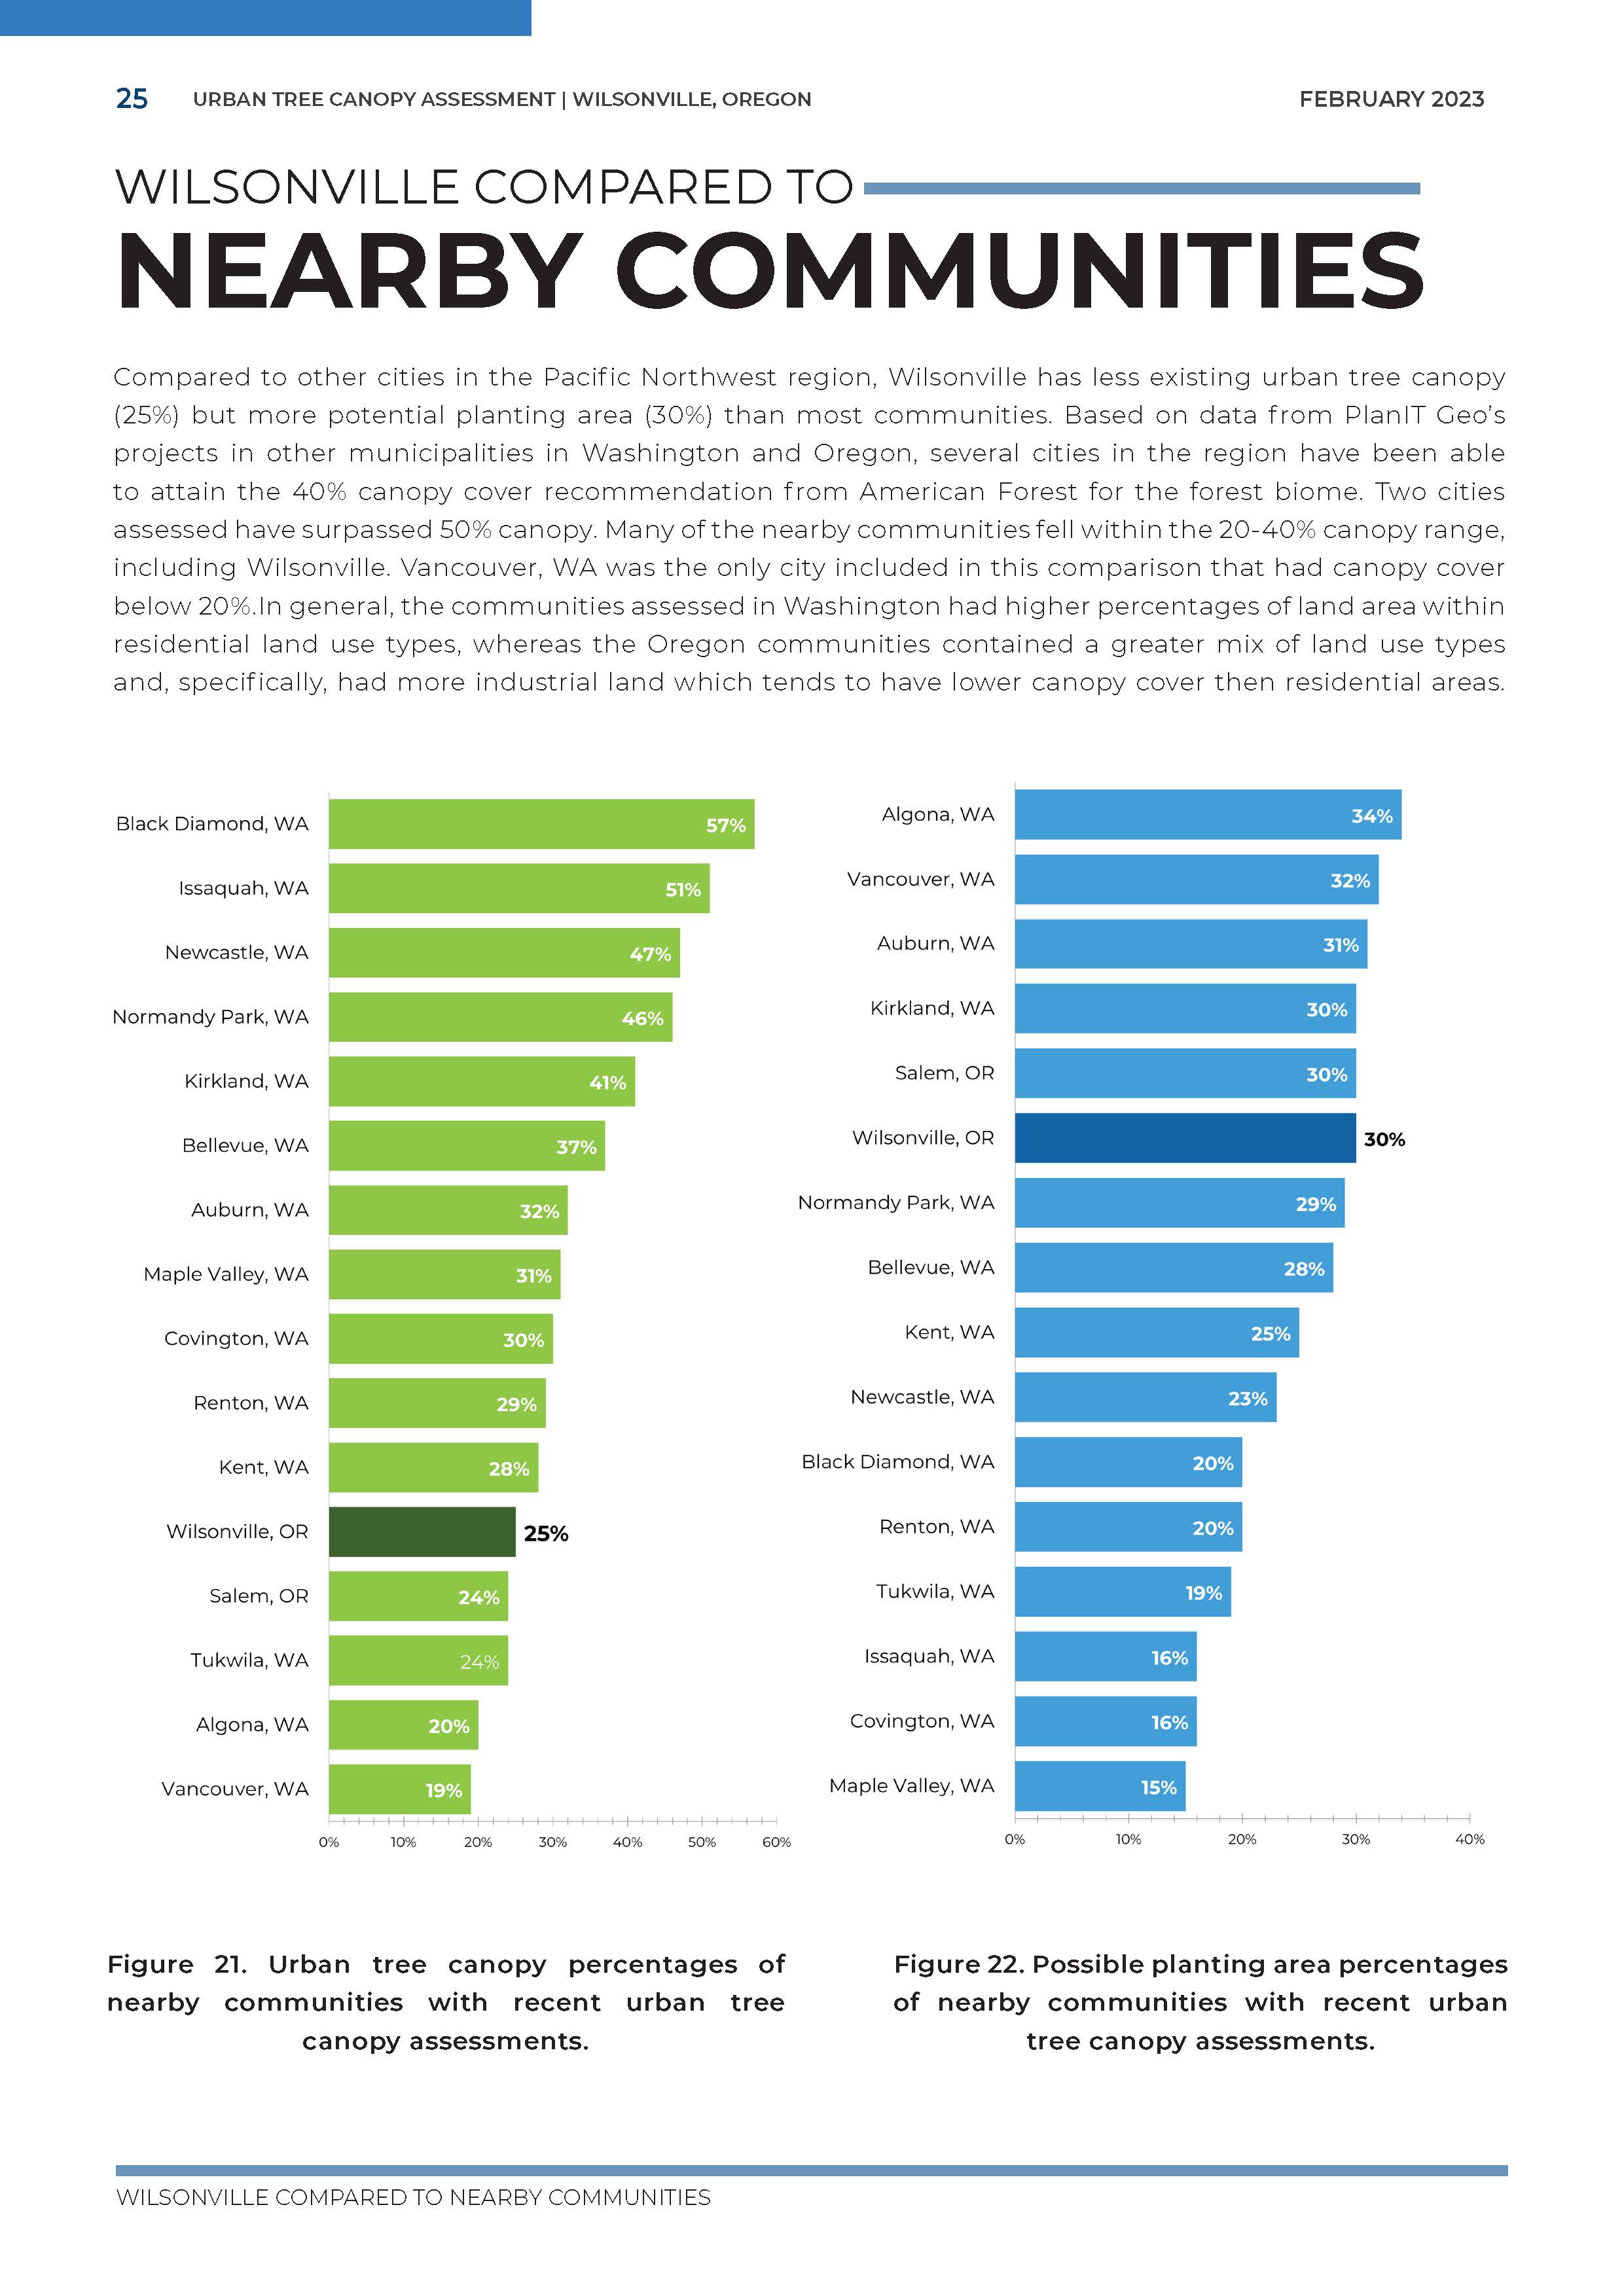 25 URBAN TREE CANOPY ASSESSMENT | WILSONVILLE, OREGON FEBRUARY 2023
WILSONVILLE COMPARED TO
NEARBY COMMUNITIES
Compared to other cities in the Pacific Northwest region, Wilsonville has less existing urban tree canopy
(25%) but more potential planting area (30%) than most communities. Based on data from PlanIT Geo’s
projects in other municipalities in Washington and Oregon, several cities in the region have been able
to attain the 40% canopy cover recommendation from American Forest for the forest biome. Two cities
assessed have surpassed 50% canopy. Many of the nearby communities fell within the 20-40% canopy range,
including Wilsonville. Vancouver, WA was the only city included in this comparison that had canopy cover
below 20%.In general, the communities assessed in Washington had higher percentages of land area within
residential land use types, whereas the Oregon communities contained a greater mix of land use types
and, specifically, had more industrial land which tends to have lower canopy cover then residential areas.
Black Diamond, WA 57%
Issaquah, WA 51%
Newcastle, WA 47%
Normandy Park, WA 46%
Kirkland, WA 41%
Bellevue, WA 37%
Auburn, WA 32%
Maple Valley, WA 31%
Covington, WA 30%
Renton, WA 29%
Kent, WA 28%
Wilsonville, OR 25%
Salem, OR 24%
Tukwila, WA 24%
Algona, WA 20%
Vancouver, WA 19%
0% 10% 20% 30% 40% 50% 60%
Figure 21. Urban tree canopy percentages of
nearby communities with recent urban tree
canopy assessments.
Algona, WA 34%
Vancouver, WA 32%
Auburn, WA 31%
Kirkland, WA 30%
Salem, OR 30%
Wilsonville, OR 30%
Normandy Park, WA 29%
Bellevue, WA 28%
Kent, WA 25%
Newcastle, WA 23%
Black Diamond, WA 20%
Renton, WA 20%
Tukwila, WA 19%
Issaquah, WA 16%
Covington, WA 16%
Maple Valley, WA 15%
0% 10% 20% 30% 40%
Figure 22. Possible planting area percentages
of nearby communities with recent urban
tree canopy assessments.
WILSONVILLE COMPARED TO NEARBY COMMUNITIES